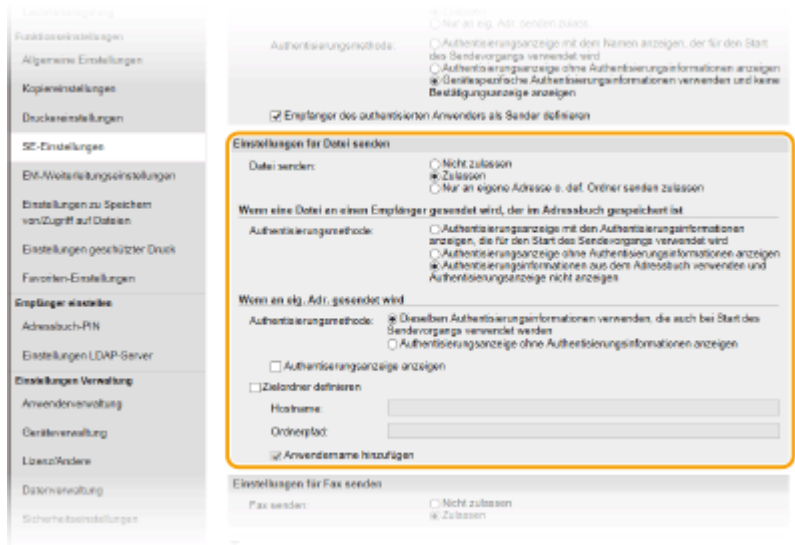 Funktionseinstellungen
Allgemeine Einstellungen
Kopiereinstellungen
Druckereinstellungen
SE-Einstellungen
EM-/Weiterleitungseinstellungen
Einstellungen zu Speichern
von/Zugriff auf Dateien
Einstellungen geschützter Druck
Favoriten-Einstellungen
Empfänger einstellen
Adressbuch-PIN
Einstellungen LDAP-Server
Einstellungen Verwaltung
Anwenderverwaltung
Geräteverwaltung
Lizenz/Andere
Datenverwaltung
Sicherheitseinstellungen
Zulassen
Nur an eig. Adr. senden zulass.
Authentisierungsmethode:
Authentisierungsanzeige mit dem Namen anzeigen, der für den Start
des Sendevorgangs verwendet wird
Authentisierungsanzeige ohne Authentisierungsinformationen anzeigen
Gerätespezifische Authentisierungsinformationen verwenden und keine
Bestätigungsanzeige anzeigen
Empfänger des authentisierten Anwenders als Sender definieren
Einstellungen für Datei senden
Datei senden:
Nicht zulassen
Zulassen
Nur an eigene Adresse o. def. Ordner senden zulassen
Wenn eine Datei an einen Empfänger gesendet wird, der im Adressbuch gespeichert ist
Authentisierungsmethode:
Authentisierungsanzeige mit den Authentisierungsinformationen
anzeigen, die für den Start des Sendevorgangs verwendet wird
Authentisierungsanzeige ohne Authentisierungsinformationen anzeigen
Authentisierungsinformationen aus dem Adressbuch verwenden und
Authentisierungsanzeige nicht anzeigen
Wenn an eig. Adr. gesendet wird
Authentisierungsmethode:
Dieselben Authentisierungsinformationen verwenden, die auch bei Start des
Sendevorgangs verwendet werden
Authentisierungsanzeige ohne Authentisierungsinformationen anzeigen
Authentiserungsanzeige anzeigen
Zielordner definieren
Hostname:
Ordnerpfad:
Anwendername hinzufügen
Einstellungen für Fax senden
Fax senden:
Nicht zulassen
Zulassen